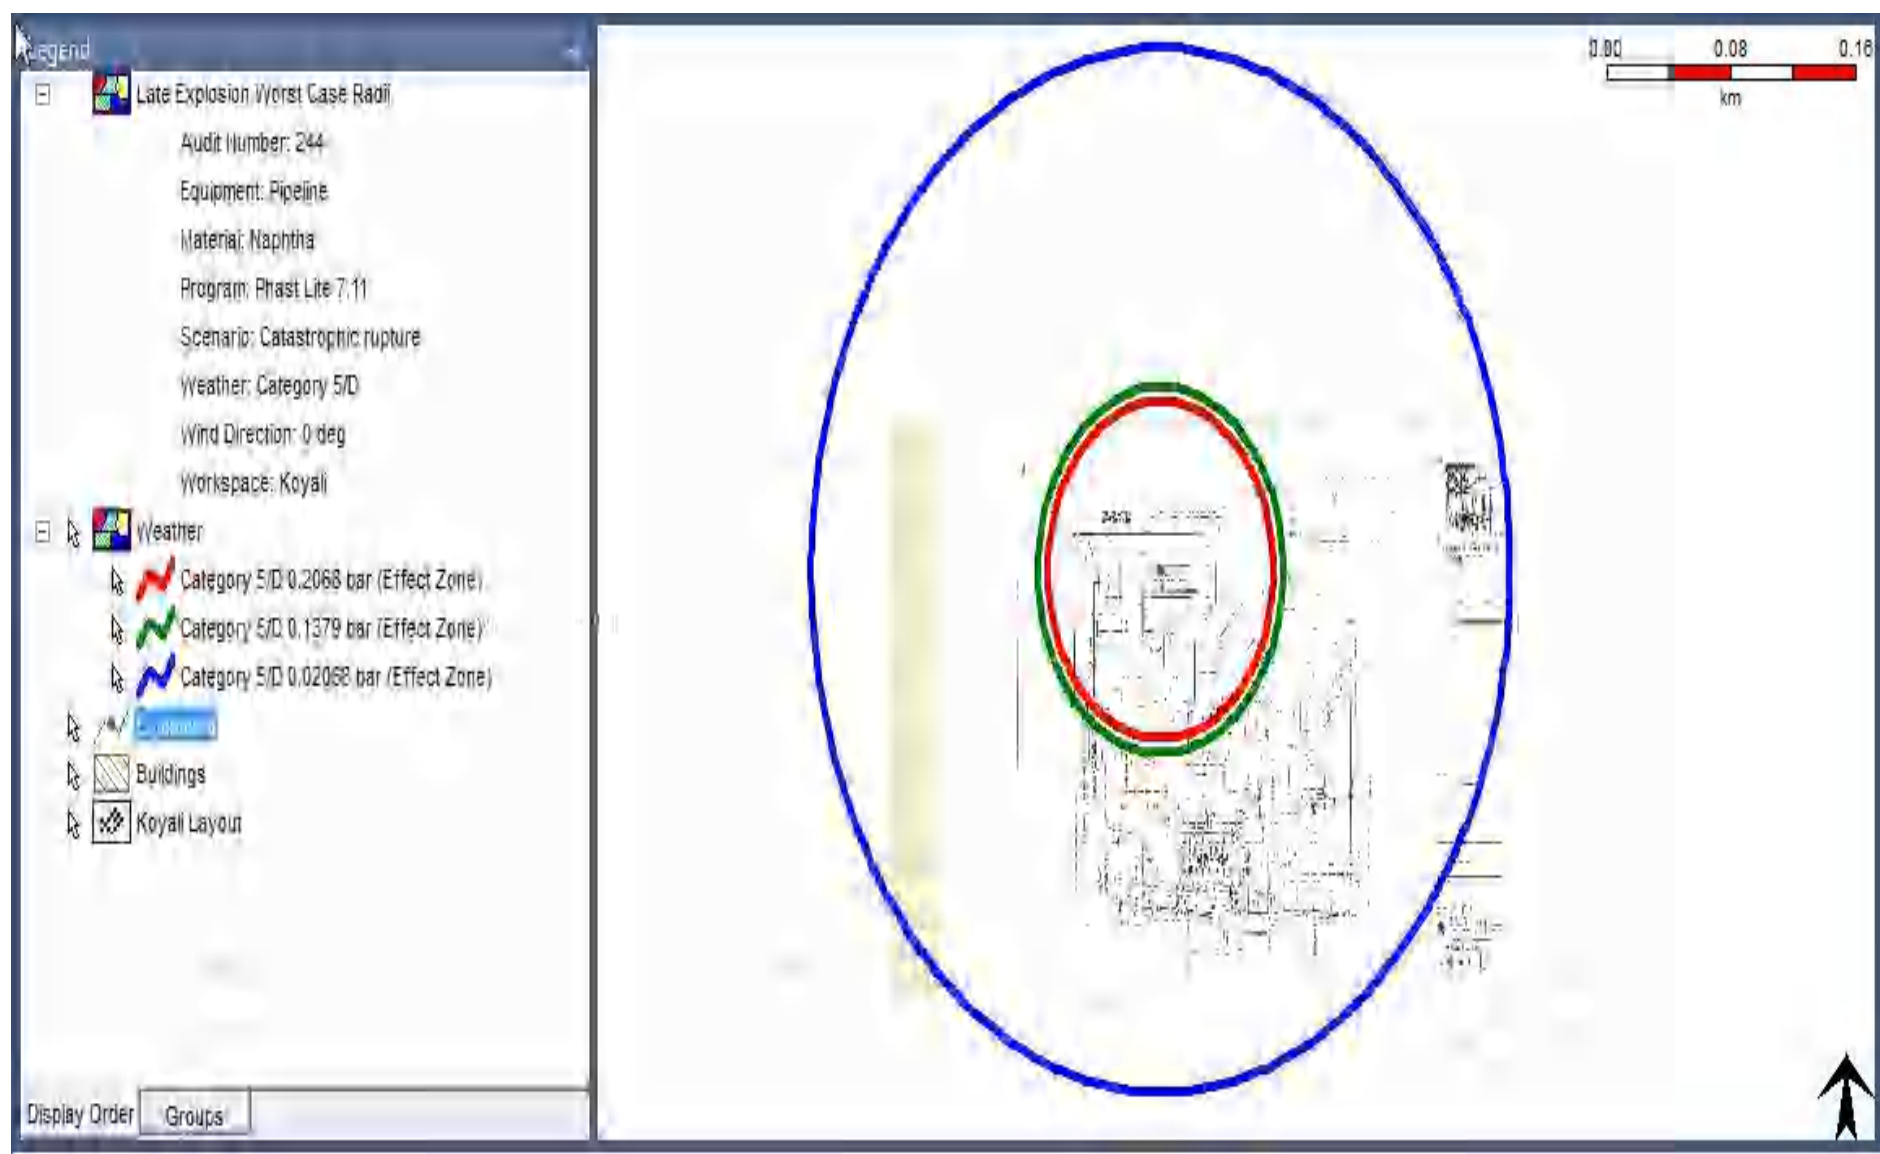 Legend
Late Explosion Worst Case Radii
Audit Number: 244
Equipment: Pipeline
Material: Naphtha
Program: Phast Lite 7.11
Scenario: Catastrophic rupture
Weather: Category 5/D
Wind Direction: 0 deg
Workspace: Koyali
Weather
Category 5/D 0.2068 bar (Effect Zone)
Category 5/D 0.1379 bar (Effect Zone)
Category 5/D 0.02068 bar (Effect Zone)
Buildings
Koyali Layout
Display Order
Groups
0.00 0.08 0.16
km